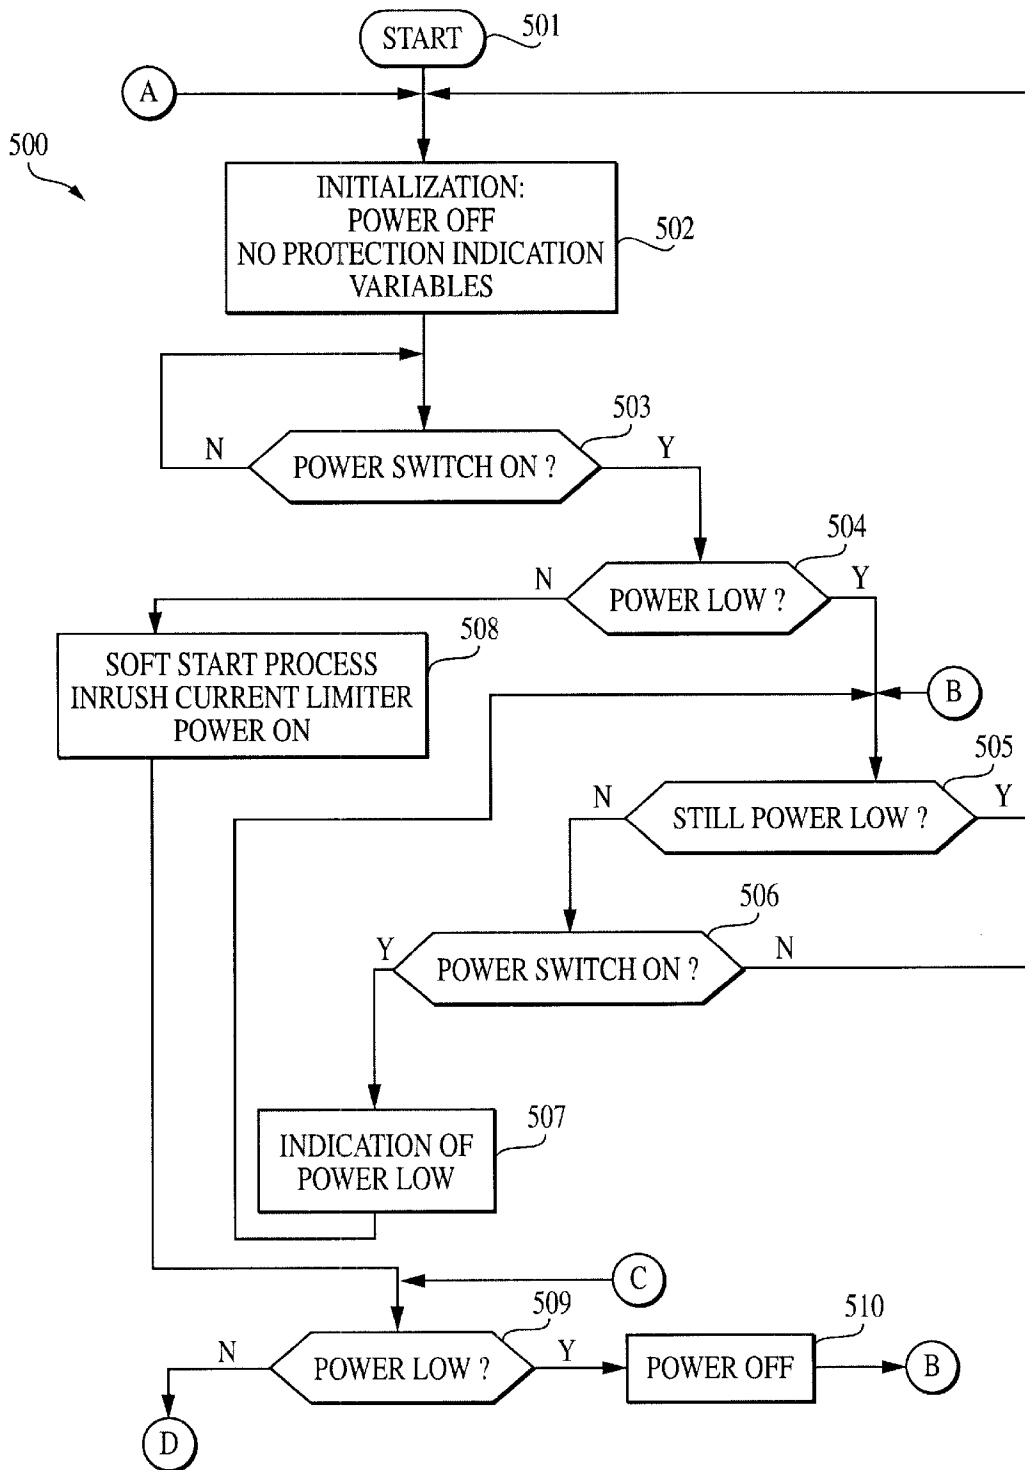 START
501
A
500
INITIALIZATION:
POWER OFF
NO PROTECTION INDICATION
VARIABLES
502
503
N
POWER SWITCH ON ?
Y
504
N
POWER LOW ?
Y
508
SOFT START PROCESS
INRUSH CURRENT LIMITER
POWER ON
B
505
N
STILL POWER LOW ?
Y
506
Y
POWER SWITCH ON ?
N
507
INDICATION OF
POWER LOW
C
509
510
N
POWER LOW ?
Y
POWER OFF
B
D